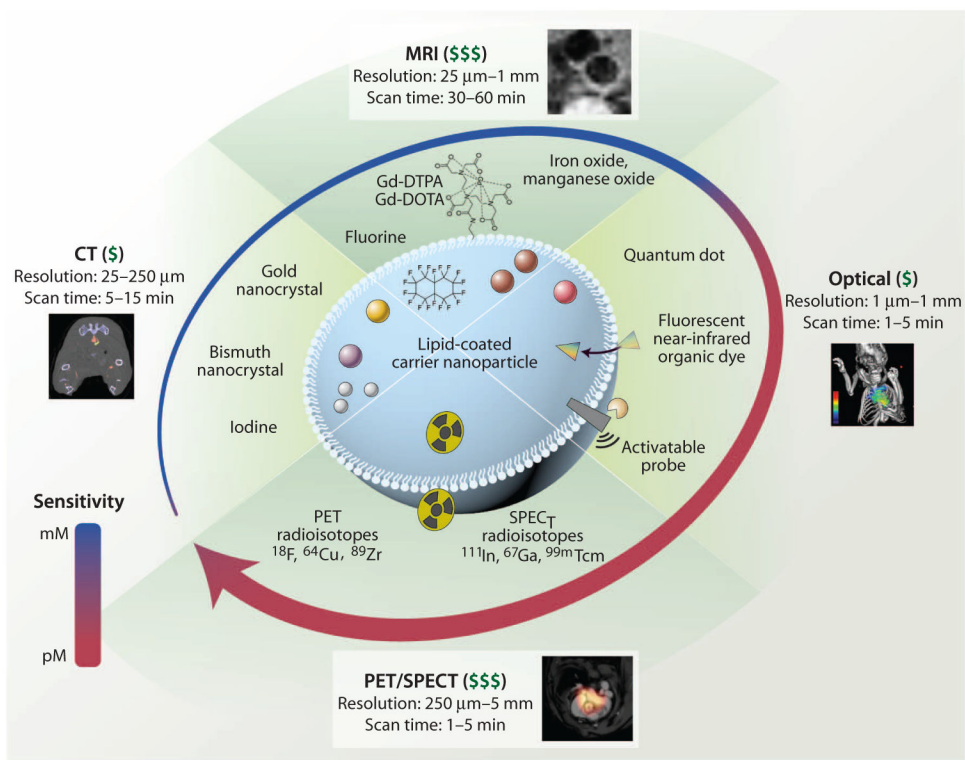 MRI ($$$)
Resolution: 25 μm–1 mm
Scan time: 30–60 min
Gd-DTPA
Gd-DOTA
Iron oxide,
manganese oxide
Fluorine
CT ($)
Resolution: 25–250 μm
Scan time: 5–15 min
Gold
nanocrystal
Bismuth
nanocrystal
Iodine
Lipid-coated
carrier nanoparticle
Quantum dot
Fluorescent
near-infrared
organic dye
Activatable
probe
Optical ($)
Resolution: 1 μm–1 mm
Scan time: 1–5 min
Sensitivity
mM
pM
PET
radioisotopes
18F, 64Cu, 89Zr
SPECT
radioisotopes
111In, 67Ga, 99mTcm
PET/SPECT ($$$)
Resolution: 250 μm–5 mm
Scan time: 1–5 min